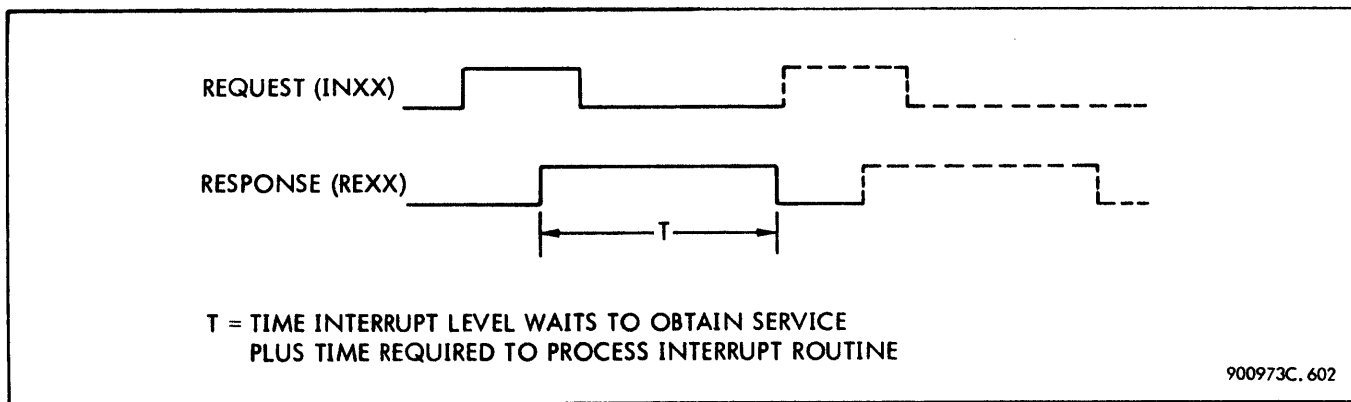 REQUEST (INXX)
RESPONSE (REXX)
T
T = TIME INTERRUPT LEVEL WAITS TO OBTAIN SERVICE
PLUS TIME REQUIRED TO PROCESS INTERRUPT ROUTINE
900973C.602